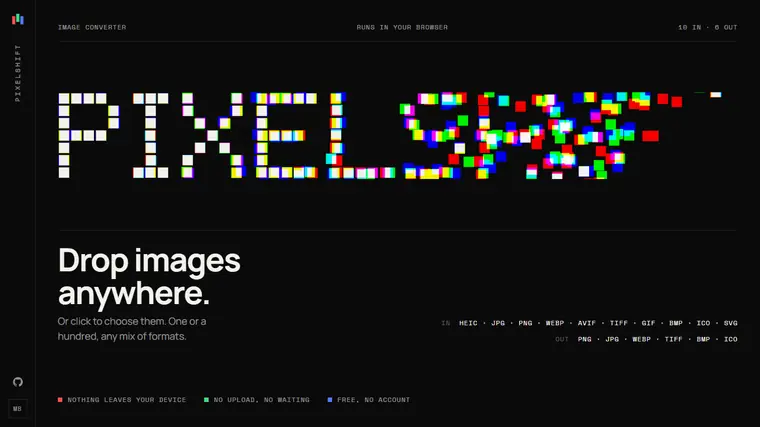 IMAGE CONVERTER
RUNS IN YOUR BROWSER
10 IN · 6 OUT
PIXELSHIFT
PIXELS
Drop images
anywhere.
Or click to choose them. One or a
hundred, any mix of formats.
IN HEIC · JPG · PNG · WEBP · AVIF · TIFF · GIF · BMP · ICO · SVG
OUT PNG · JPG · WEBP · TIFF · BMP · ICO
NOTHING LEAVES YOUR DEVICE
NO UPLOAD, NO WAITING
FREE, NO ACCOUNT
MB